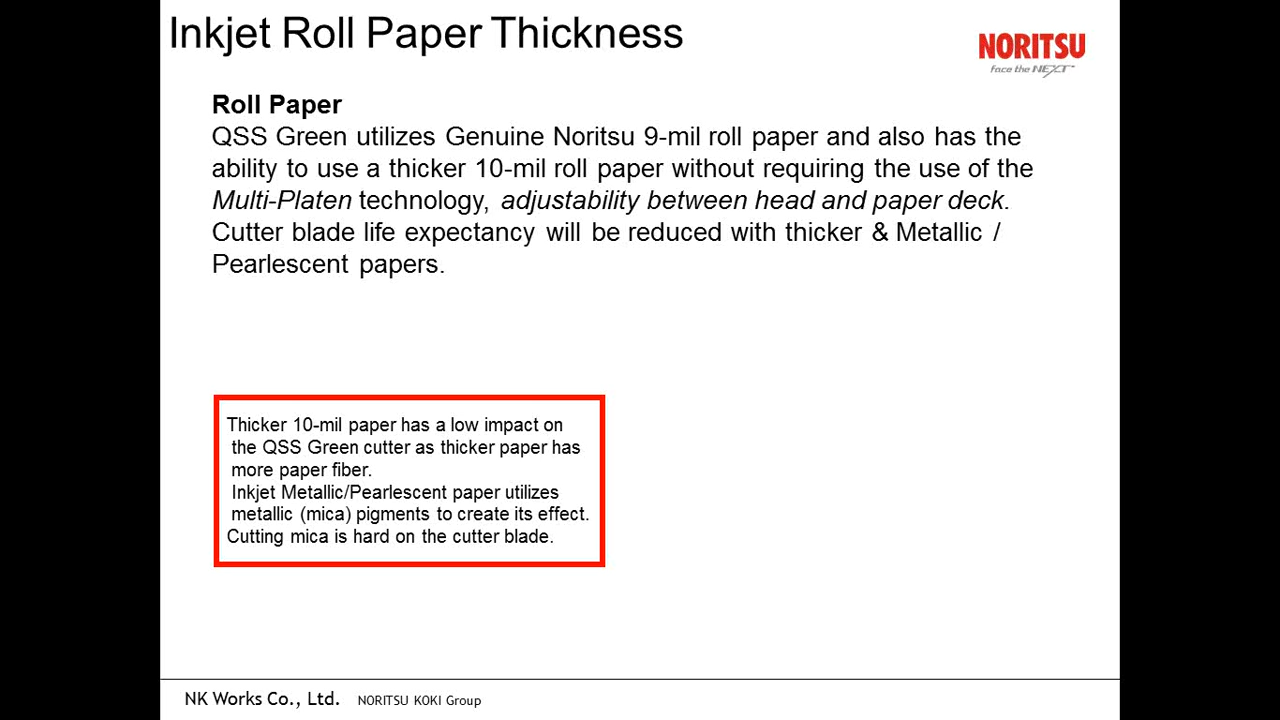 Inkjet Roll Paper Thickness
NORITSU
face the NEXT™
Roll Paper
QSS Green utilizes Genuine Noritsu 9-mil roll paper and also has the
ability to use a thicker 10-mil roll paper without requiring the use of the
Multi-Platen technology, adjustability between head and paper deck.
Cutter blade life expectancy will be reduced with thicker & Metallic /
Pearlescent papers.
Thicker 10-mil paper has a low impact on
the QSS Green cutter as thicker paper has
more paper fiber.
Inkjet Metallic/Pearlescent paper utilizes
metallic (mica) pigments to create its effect.
Cutting mica is hard on the cutter blade.
NK Works Co., Ltd. NORITSU KOKI Group